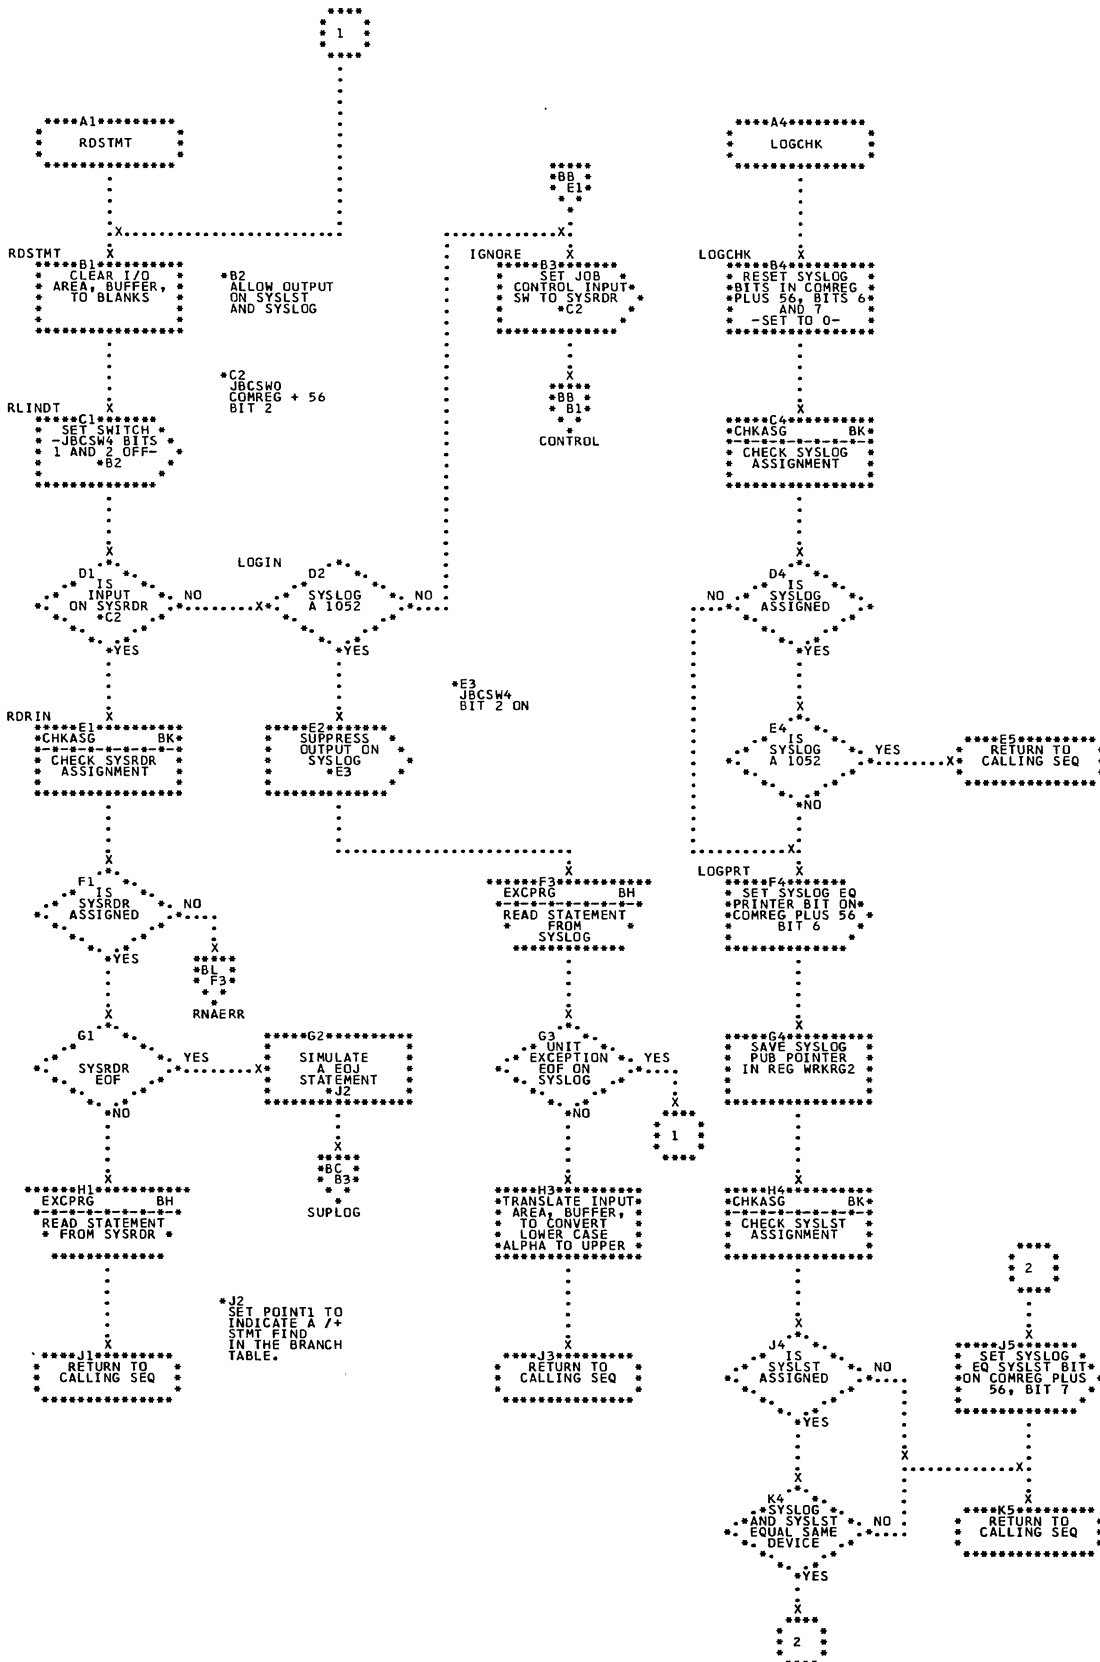 1
A1
RDSTMT
RDSTMT
B1
CLEAR I/O
AREA, BUFFER,
TO BLANKS
*B2
ALLOW OUTPUT
ON SYSLST
AND SYSLOG
*C2
JBCSW0
COMREG + 56
BIT 2
RLINDT
C1
SET SWITCH
-JBCSW4 BITS
1 AND 2 OFF-
*B2
D1
IS
INPUT
ON SYSRDR
*C2
NO
YES
LOGIN
D2
SYSLOG
A 1052
NO
YES
RDRIN
E1
CHKASG BK
CHECK SYSRDR
ASSIGNMENT
E2
SUPPRESS
OUTPUT ON
SYSLOG
*E3
*E3
JBCSW4
BIT 2 ON
F1
IS
SYSRDR
ASSIGNED
NO
YES
BL
F3
RNAERR
G1
SYSRDR
EOF
YES
NO
G2
SIMULATE
A EOJ
STATEMENT
*J2
BC
B3
SUPLOG
H1
EXCPRG BH
READ STATEMENT
FROM SYSRDR
*J2
SET POINT1 TO
INDICATE A /+
STMT FIND
IN THE BRANCH
TABLE.
J1
RETURN TO
CALLING SEQ
BB
E1
IGNORE
B3
SET JOB
CONTROL INPUT
SW TO SYSRDR
*C2
BB
B1
CONTROL
F3
EXCPRG BH
READ STATEMENT
FROM
SYSLOG
G3
UNIT
EXCEPTION
EOF ON
SYSLOG
YES
NO
1
H3
TRANSLATE INPUT
AREA, BUFFER,
TO CONVERT
LOWER CASE
ALPHA TO UPPER
J3
RETURN TO
CALLING SEQ
A4
LOGCHK
LOGCHK
B4
RESET SYSLOG
BITS IN COMREG
PLUS 56, BITS 6
AND 7
-SET TO 0-
C4
CHKASG BK
CHECK SYSLOG
ASSIGNMENT
D4
IS
SYSLOG
ASSIGNED
NO
YES
E4
IS
SYSLOG
A 1052
YES
NO
E5
RETURN TO
CALLING SEQ
LOGPRT
F4
SET SYSLOG EQ
PRINTER BIT ON
COMREG PLUS 56
BIT 6
G4
SAVE SYSLOG
PUB POINTER
IN REG WRKRG2
H4
CHKASG BK
CHECK SYSLST
ASSIGNMENT
J4
IS
SYSLST
ASSIGNED
NO
YES
K4
SYSLOG
AND SYSLST
EQUAL SAME
DEVICE
NO
YES
2
2
J5
SET SYSLOG
EQ SYSLST BIT
ON COMREG PLUS
56, BIT 7
K5
RETURN TO
CALLING SEQ